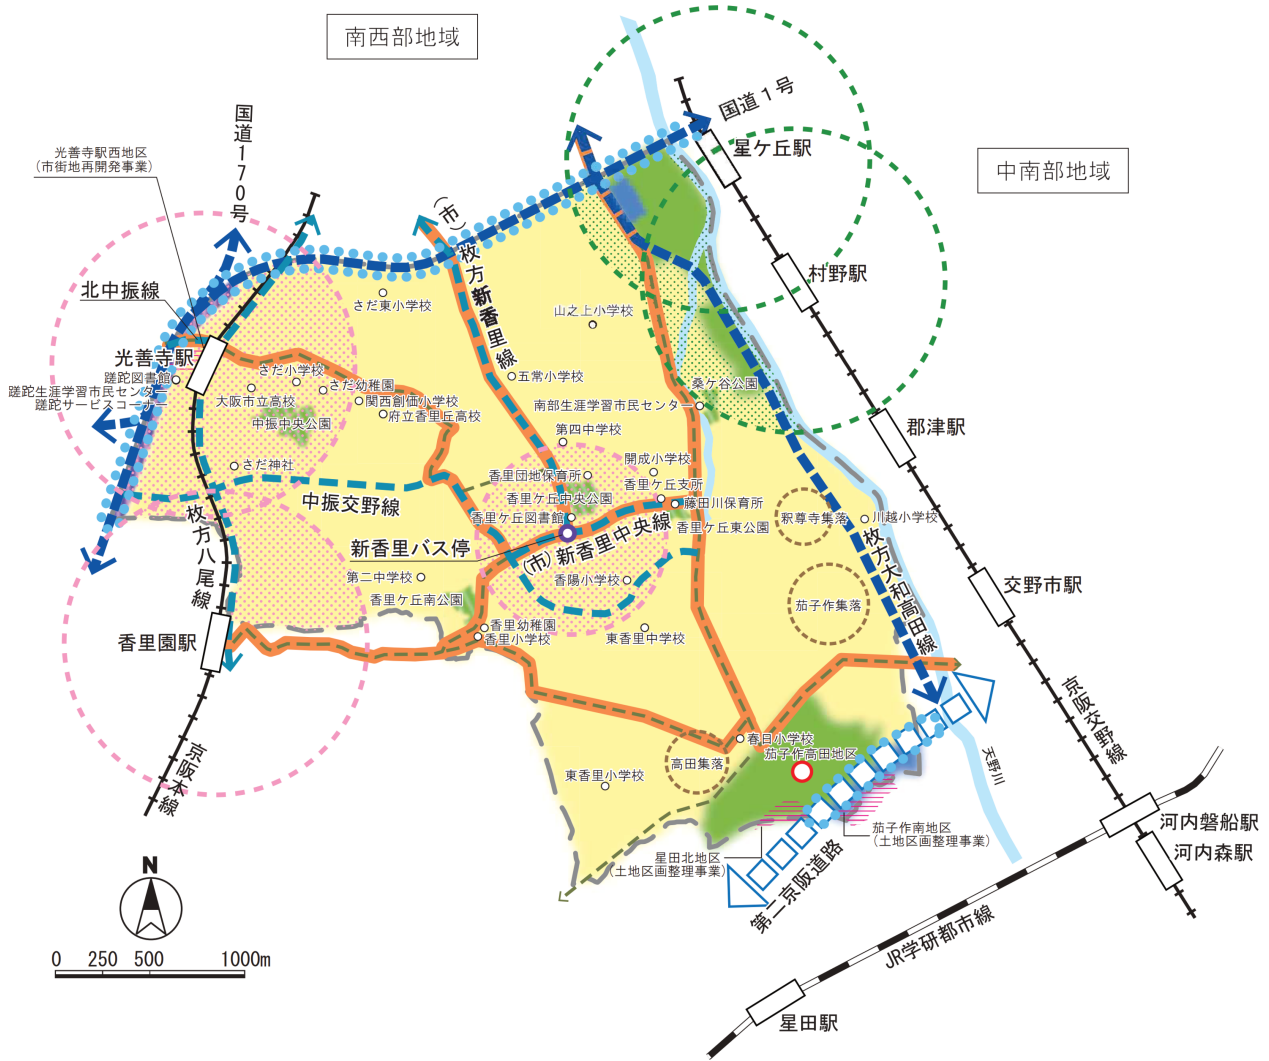 南西部地域
中南部地域
国道1号
国道170号
光善寺駅西地区
(市街地再開発事業)
星ケ丘駅
(市)枚方新香里線
村野駅
北中振線
さだ東小学校
山之上小学校
光善寺駅
蹉跎図書館
蹉跎生涯学習市民センター
蹉跎サービスコーナー
さだ小学校
さだ幼稚園
大阪市立高校
関西創価小学校
府立香里丘高校
中振中央公園
五常小学校
桑ケ谷公園
南部生涯学習市民センター
郡津駅
第四中学校
さだ神社
開成小学校
香里団地保育所
香里ケ丘支所
香里ケ丘中央公園
藤田川保育所
中振交野線
香里ケ丘図書館
香里ケ丘東公園
釈尊寺集落
川越小学校
枚方八尾線
新香里バス停
(市)新香里中央線
枚方大和高田線
第二中学校
香陽小学校
交野市駅
香里ケ丘南公園
茄子作集落
香里幼稚園
香里小学校
東香里中学校
香里園駅
京阪交野線
京阪本線
春日小学校
茄子作高田地区
高田集落
東香里小学校
天野川
河内磐船駅
茄子作南地区
(土地区画整理事業)
河内森駅
星田北地区
(土地区画整理事業)
第二京阪道路
N
0 250 500 1000m
JR学研都市線
星田駅